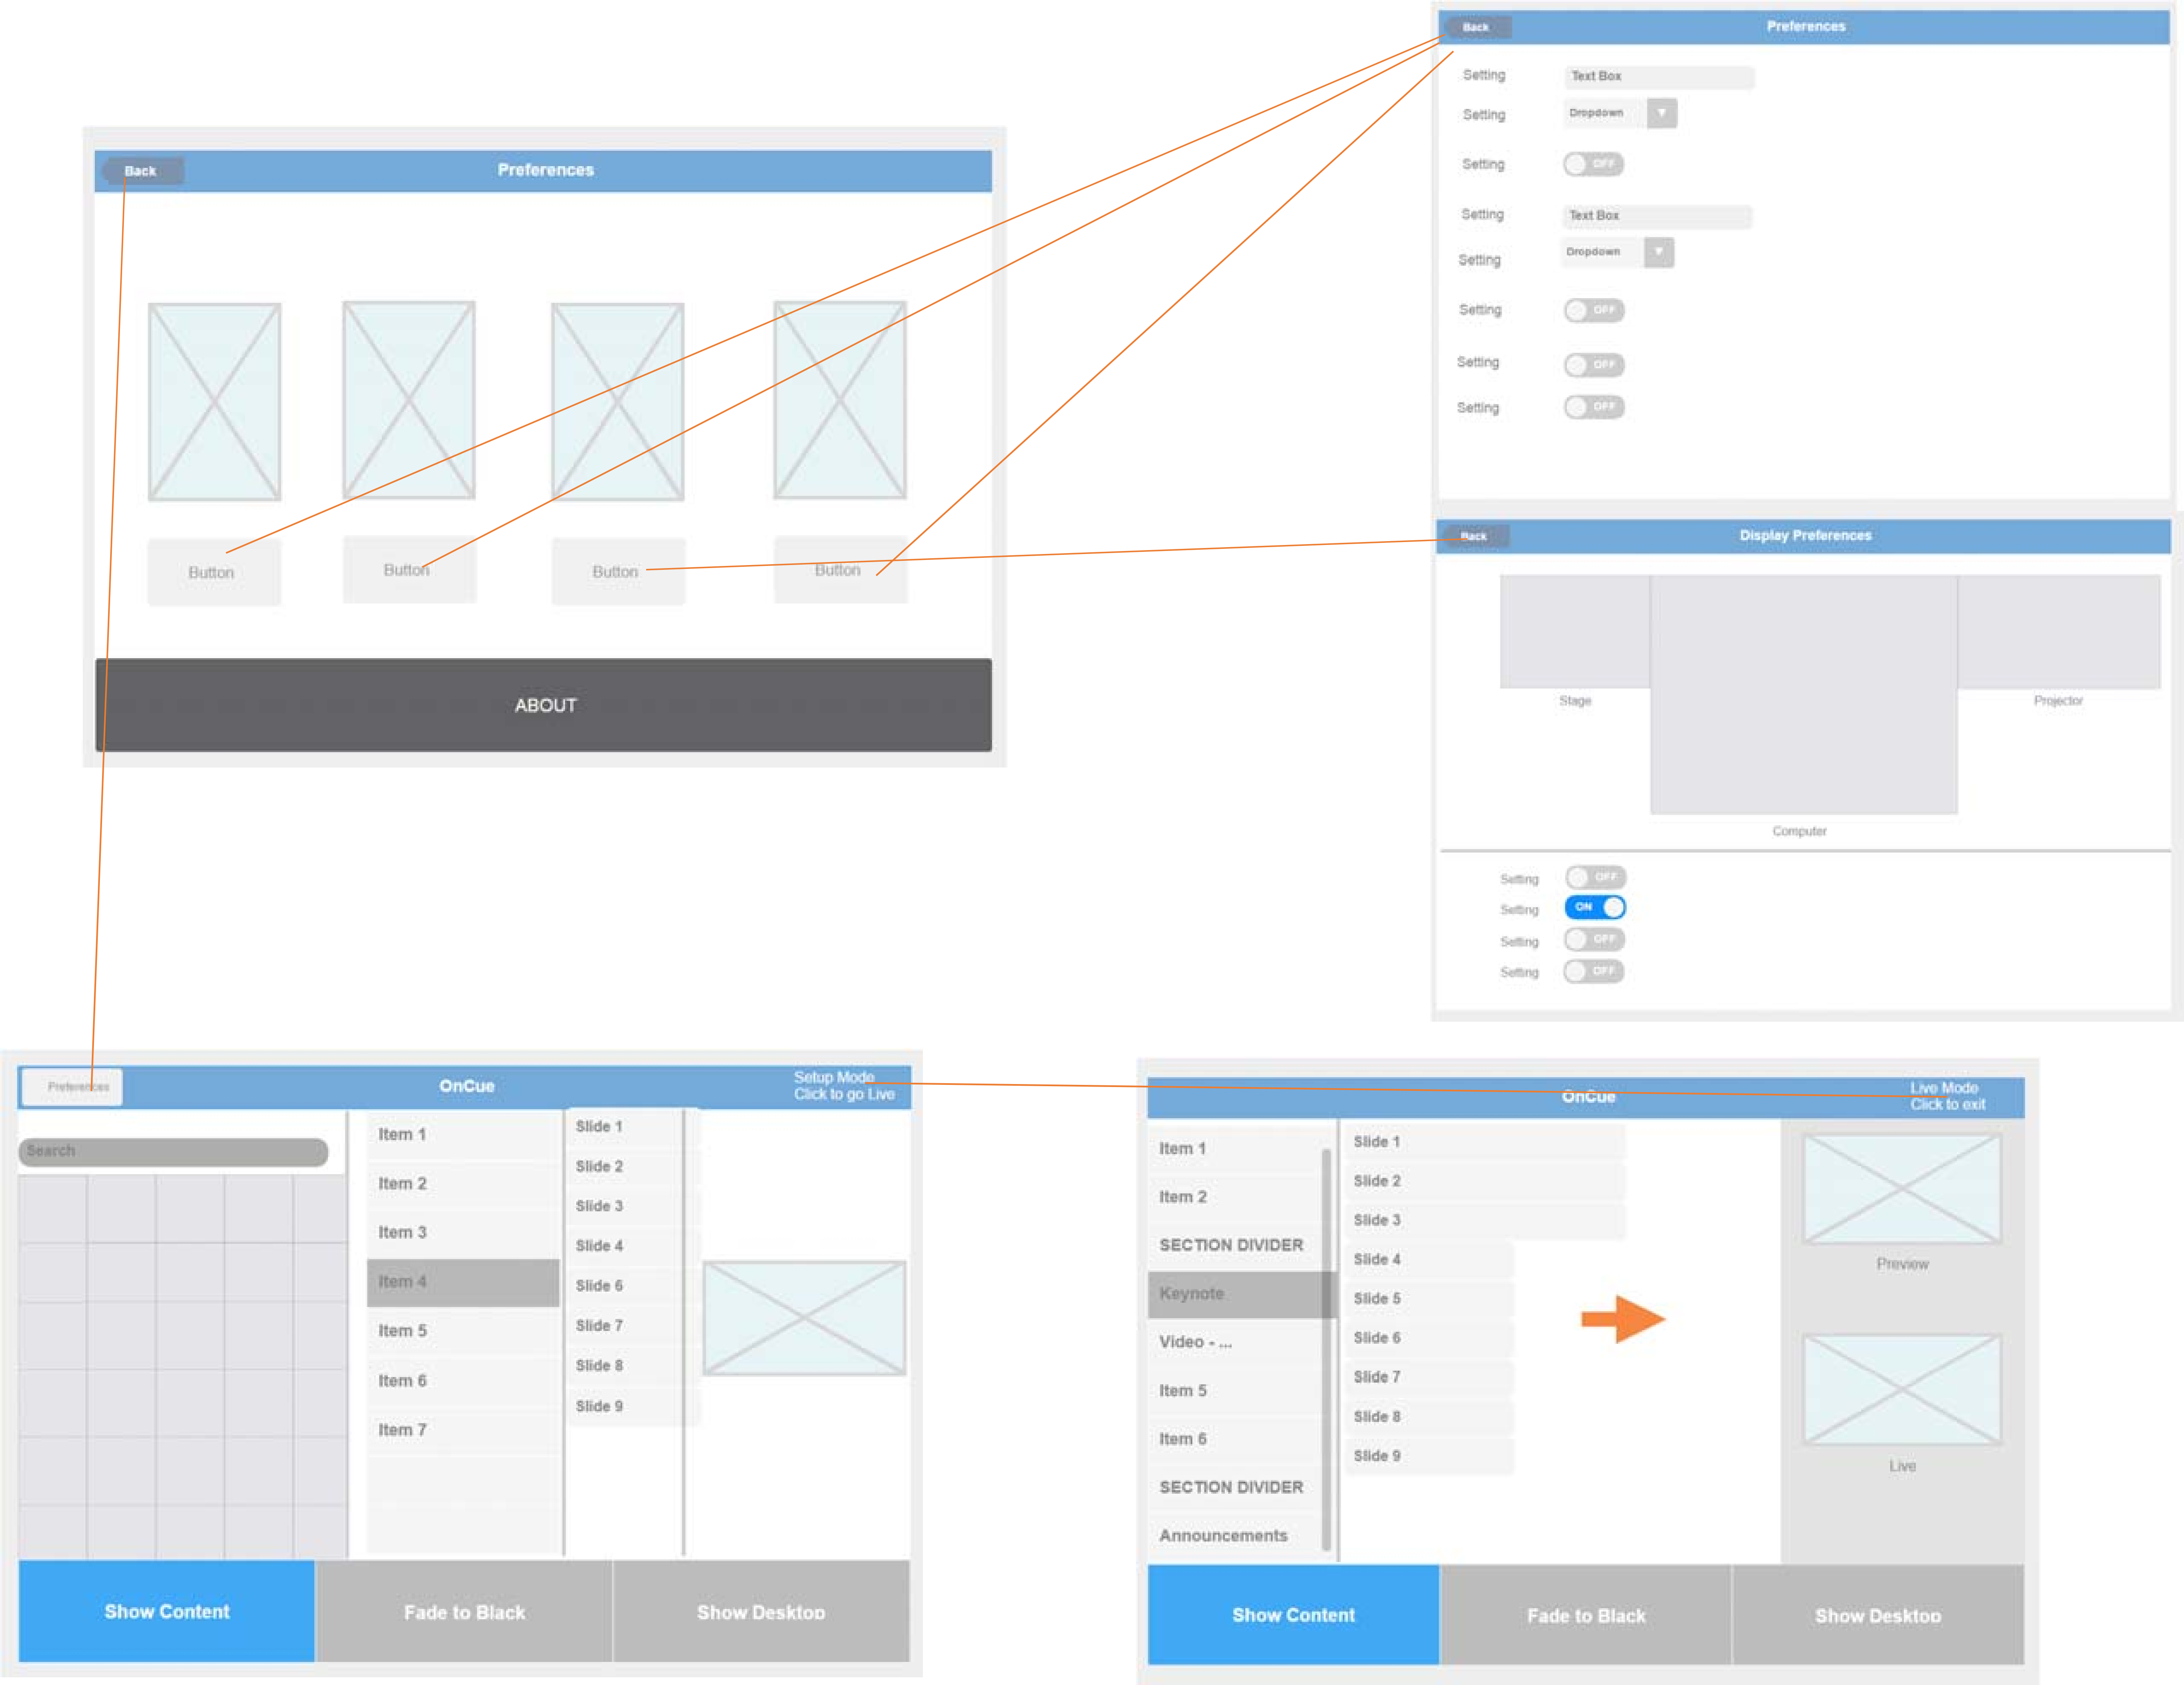 Back
Preferences
Button
Button
Button
Button
ABOUT
Back
Preferences
Setting
Text Box
Setting
Dropdown
Setting
OFF
Setting
Text Box
Setting
Dropdown
Setting
OFF
Setting
OFF
Setting
OFF
Back
Display Preferences
Stage
Projector
Computer
Setting
OFF
Setting
ON
Setting
OFF
Setting
OFF
Preferences
OnCue
Setup Mode
Click to go Live
Search
Item 1
Item 2
Item 3
Item 4
Item 5
Item 6
Item 7
Slide 1
Slide 2
Slide 3
Slide 4
Slide 6
Slide 7
Slide 8
Slide 9
Show Content
Fade to Black
Show Desktop
OnCue
Live Mode
Click to exit
Item 1
Item 2
SECTION DIVIDER
Keynote
Video - ...
Item 5
Item 6
SECTION DIVIDER
Announcements
Slide 1
Slide 2
Slide 3
Slide 4
Slide 5
Slide 6
Slide 7
Slide 8
Slide 9
Preview
Live
Show Content
Fade to Black
Show Desktop